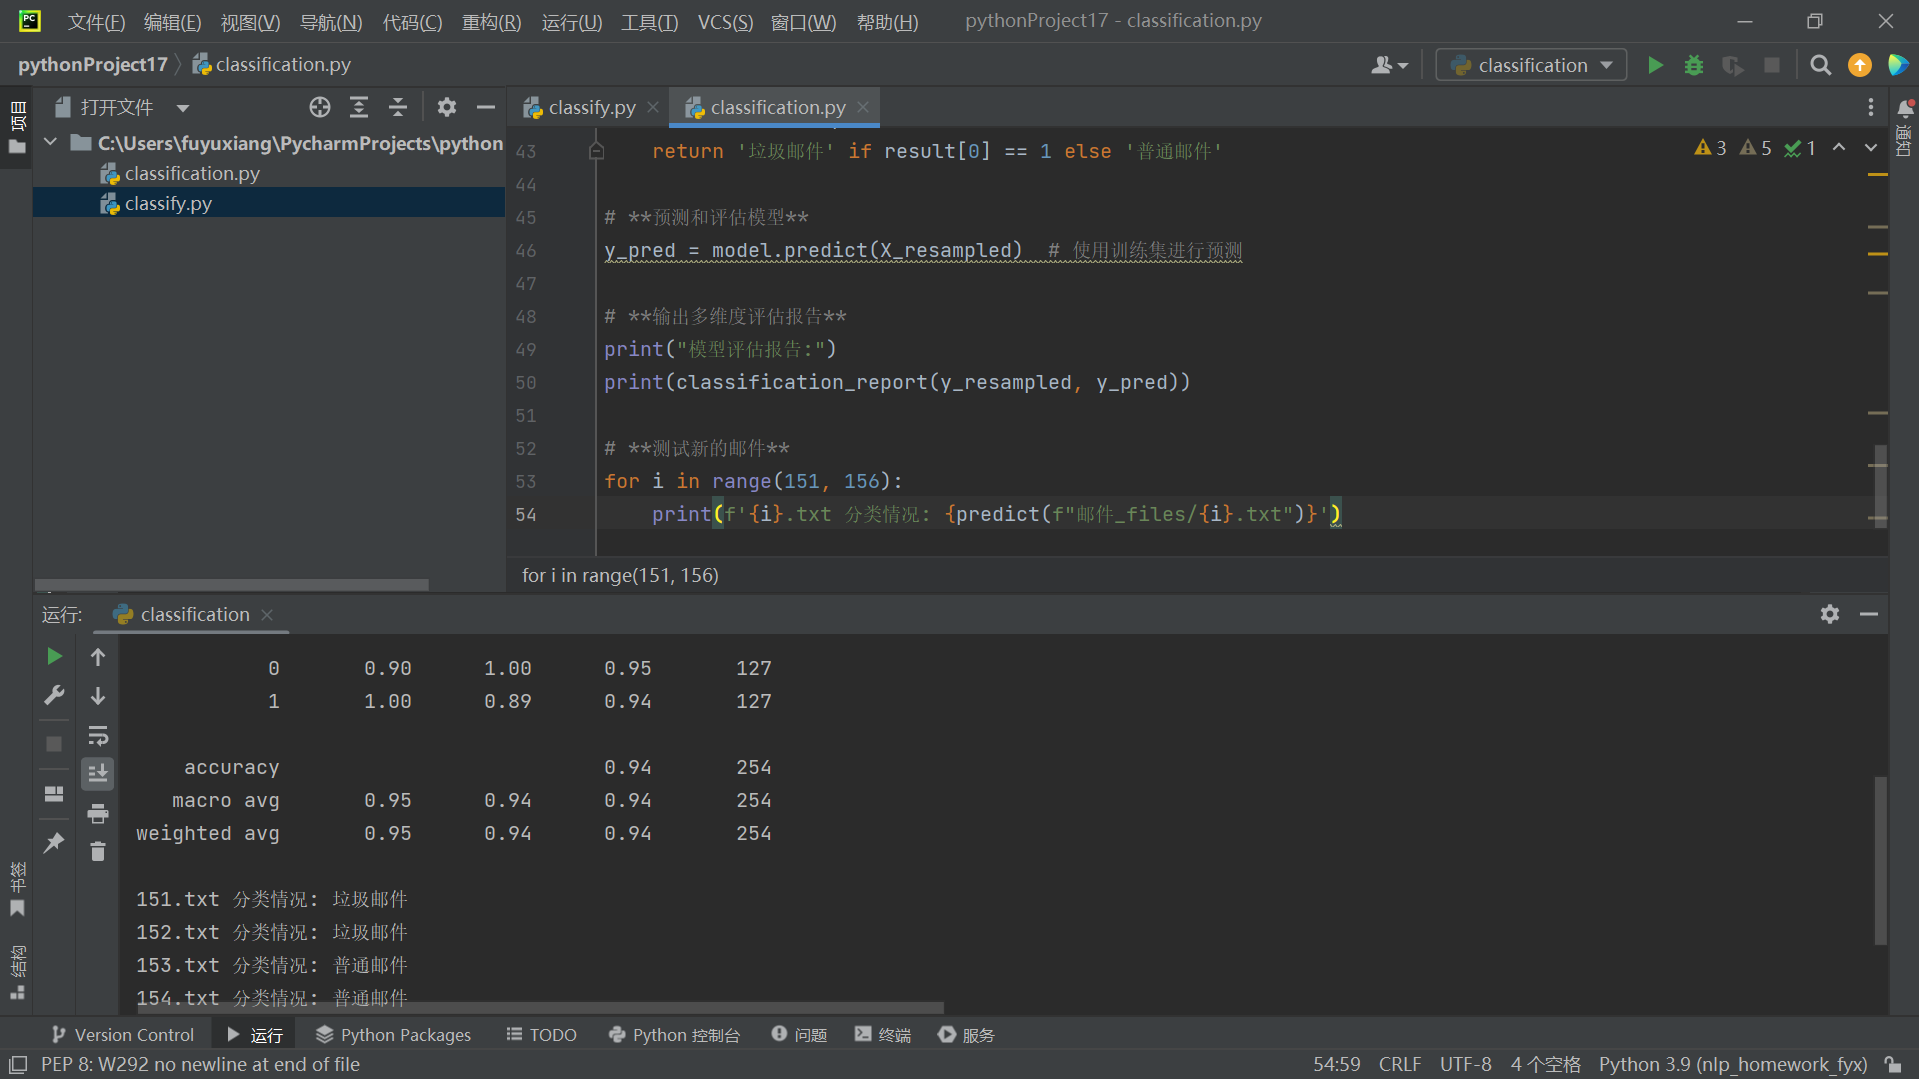 文件(F) 编辑(E) 视图(V) 导航(N) 代码(C) 重构(R) 运行(U) 工具(T) VCS(S) 窗口(W) 帮助(H) pythonProject17 - classification.py
pythonProject17 classification.py classification
项目
打开文件
C:\Users\fuyuxiang\PycharmProjects\python
classification.py
classify.py
classify.py classification.py
3 5 1
通知
43 return '垃圾邮件' if result[0] == 1 else '普通邮件'
44
45 # **预测和评估模型**
46 y_pred = model.predict(X_resampled)  # 使用训练集进行预测
47
48 # **输出多维度评估报告**
49 print("模型评估报告:")
50 print(classification_report(y_resampled, y_pred))
51
52 # **测试新的邮件**
53 for i in range(151, 156):
54 print(f'{i}.txt 分类情况: {predict(f"邮件_files/{i}.txt")}')
for i in range(151, 156)
运行: classification
0 0.90 1.00 0.95 127
1 1.00 0.89 0.94 127
accuracy 0.94 254
macro avg 0.95 0.94 0.94 254
weighted avg 0.95 0.94 0.94 254
151.txt 分类情况: 垃圾邮件
152.txt 分类情况: 垃圾邮件
153.txt 分类情况: 普通邮件
154.txt 分类情况: 普通邮件
书签
结构
Version Control 运行 Python Packages TODO Python 控制台 问题 终端 服务
PEP 8: W292 no newline at end of file 54:59 CRLF UTF-8 4 个空格 Python 3.9 (nlp_homework_fyx)